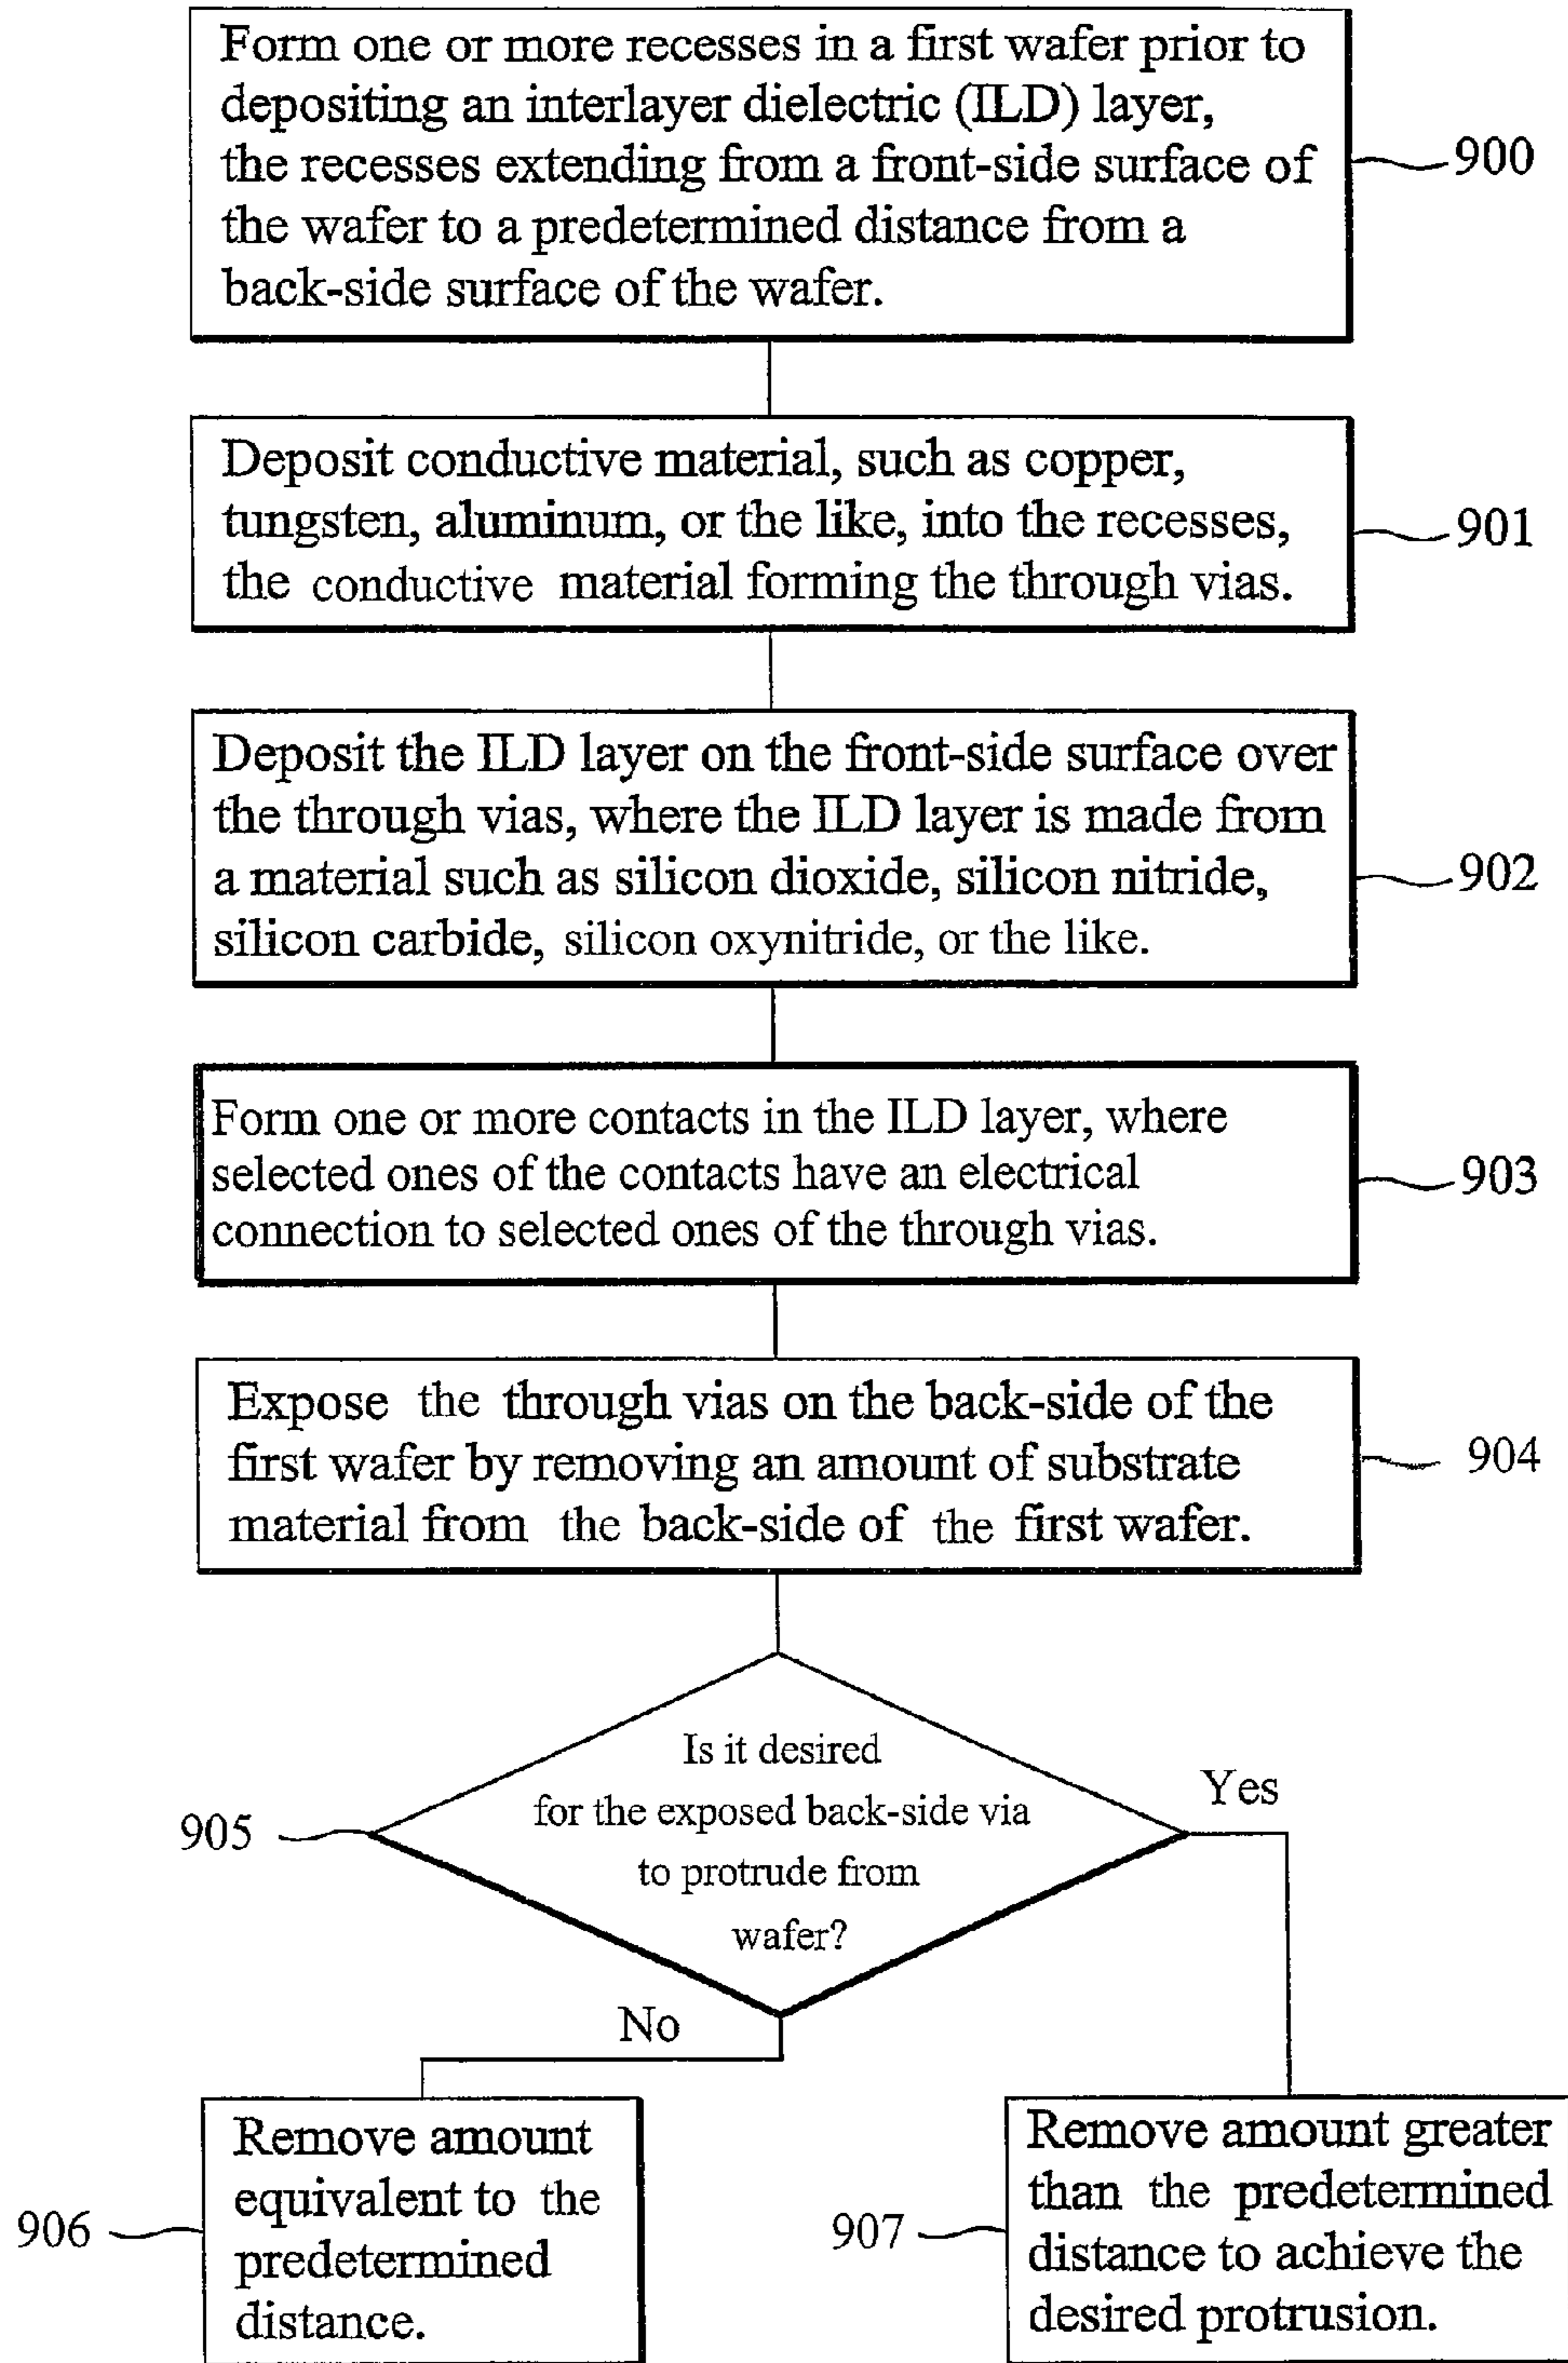 Form one or more recesses in a first wafer prior to
depositing an interlayer dielectric (ILD) layer,
the recesses extending from a front-side surface of
the wafer to a predetermined distance from a
back-side surface of the wafer.
900
Deposit conductive material, such as copper,
tungsten, aluminum, or the like, into the recesses,
the conductive material forming the through vias.
901
Deposit the ILD layer on the front-side surface over
the through vias, where the ILD layer is made from
a material such as silicon dioxide, silicon nitride,
silicon carbide, silicon oxynitride, or the like.
902
Form one or more contacts in the ILD layer, where
selected ones of the contacts have an electrical
connection to selected ones of the through vias.
903
Expose the through vias on the back-side of the
first wafer by removing an amount of substrate
material from the back-side of the first wafer.
904
Is it desired
for the exposed back-side via
to protrude from
wafer?
905
Yes
No
Remove amount
equivalent to the
predetermined
distance.
906
Remove amount greater
than the predetermined
distance to achieve the
desired protrusion.
907